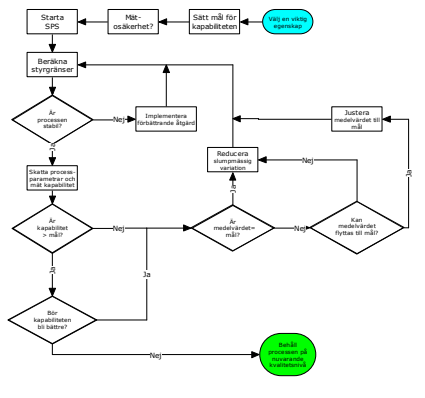 Starta
SPS
Mät-
osäkerhet?
Sätt mål för
kapabiliteten
Välj en viktig
egenskap
Beräkna
styrgränser
Är
processen
stabil?
Nej
Implementera
förbättrande åtgärd
Justera
medelvärdet till
mål
Ja
Reducera
slumpmässig
variation
Nej
Ja
Skatta process-
parametrar och
mät kapabilitet
Ja
Är
kapabilitet
> mål?
Nej
Är
medelvärdet=
mål?
Nej
Kan
medelvärdet
flyttas till mål?
Ja
Ja
Bör
kapabiliteten
bli bättre?
Nej
Behåll
processen på
nuvarande
kvalitetsnivå